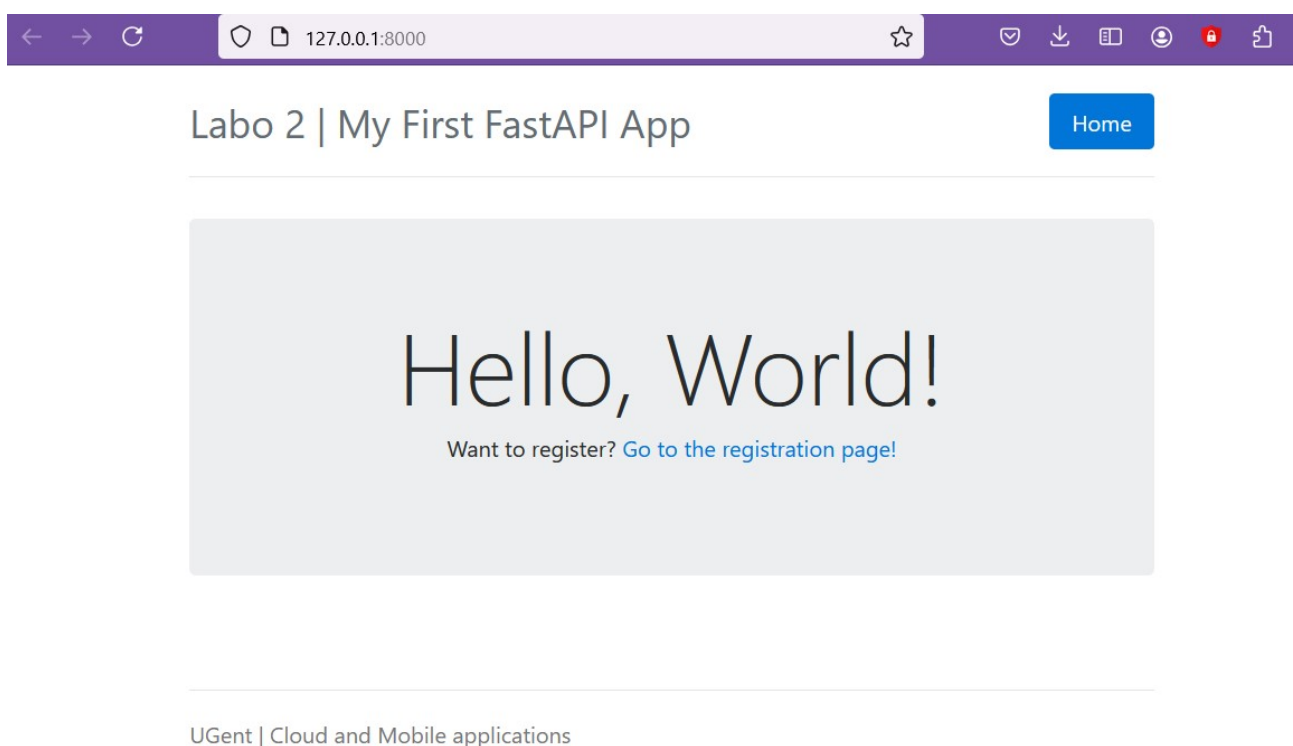 127.0.0.1:8000
Labo 2 | My First FastAPI App
Home
Hello, World!
Want to register? Go to the registration page!
UGent | Cloud and Mobile applications